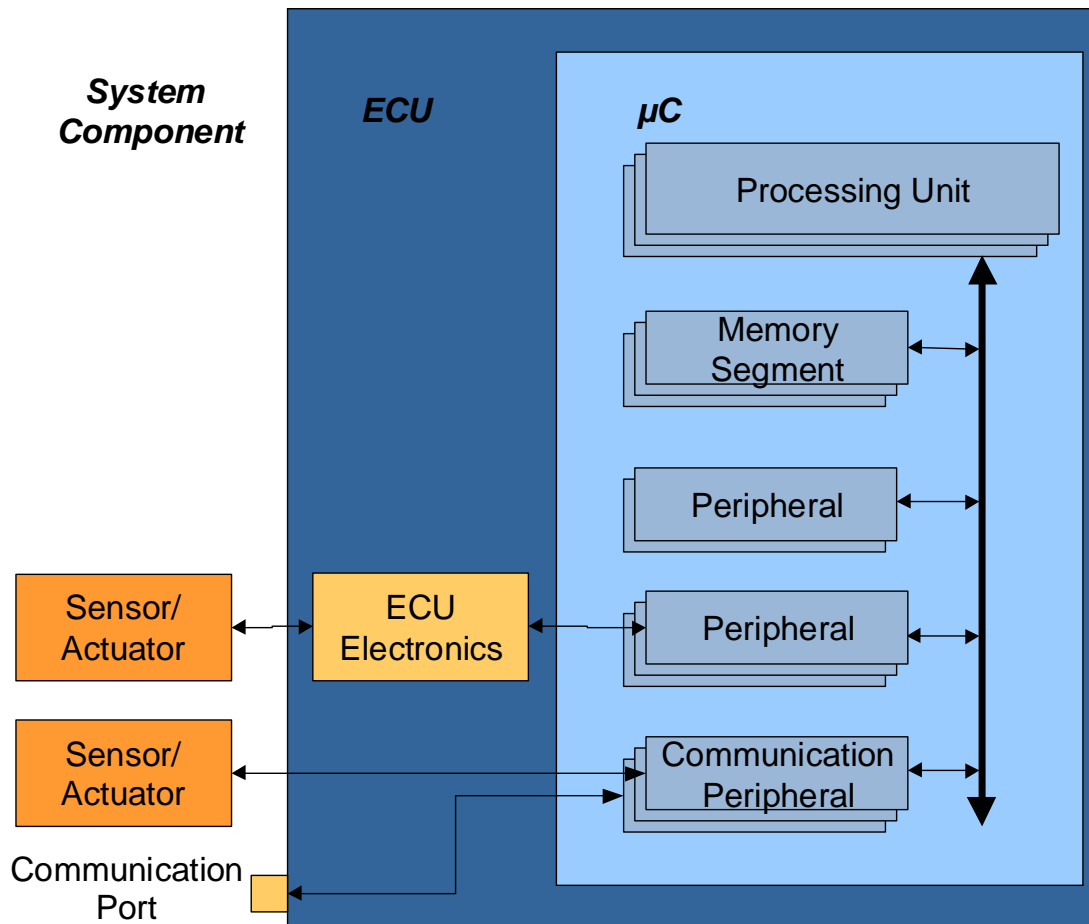 System
Component
ECU
µC
Processing Unit
Memory
Segment
Peripheral
Sensor/
Actuator
ECU
Electronics
Peripheral
Sensor/
Actuator
Communication
Peripheral
Communication
Port